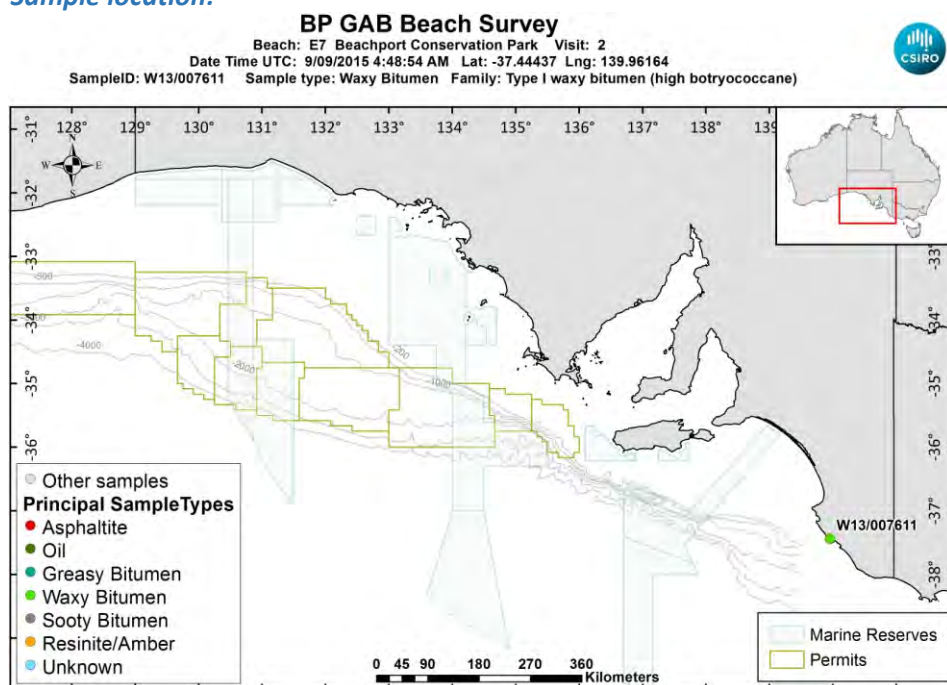 Sample location:
BP GAB Beach Survey
Beach: E7 Beachport Conservation Park Visit: 2
Date Time UTC: 9/09/2015 4:48:54 AM Lat: -37.44437 Lng: 139.96164
SampleID: W13/007611 Sample type: Waxy Bitumen Family: Type I waxy bitumen (high botryococcane)
CSIRO
128° 129° 130° 131° 132° 133° 134° 135° 136° 137° 138° 139
-31°
-32°
-33°
-34°
-35°
-36°
-37°
-38°
N
W E
S
-33°
-34°
-35°
-36°
-37°
-38°
-4000
-2000
-200
-1000
W13/007611
Other samples
Principal SampleTypes
Asphaltite
Oil
Greasy Bitumen
Waxy Bitumen
Sooty Bitumen
Resinite/Amber
Unknown
0 45 90 180 270 360
Kilometers
Marine Reserves
Permits